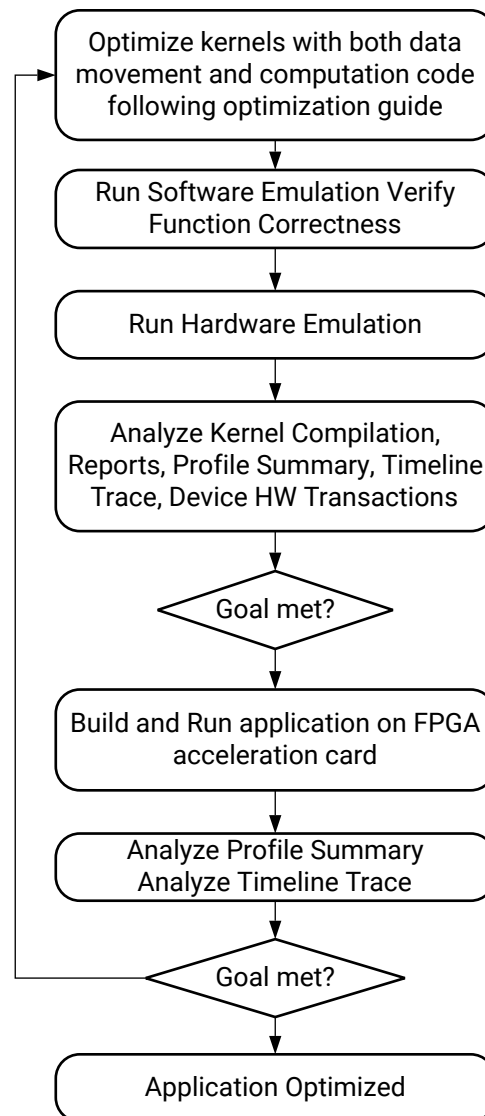 Optimize kernels with both data
movement and computation code
following optimization guide
Run Software Emulation Verify
Function Correctness
Run Hardware Emulation
Analyze Kernel Compilation,
Reports, Profile Summary, Timeline
Trace, Device HW Transactions
Goal met?
Build and Run application on FPGA
acceleration card
Analyze Profile Summary
Analyze Timeline Trace
Goal met?
Application Optimized